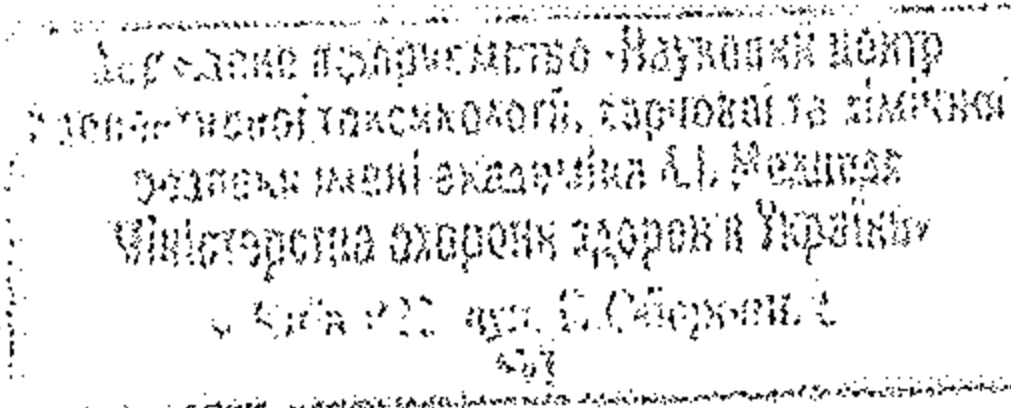 Державне підприємство «Науковий центр
превентивної токсикології, харчової та хімічної
безпеки імені академіка Л.І. Медведя
Міністерства охорони здоров'я України»
м. Київ